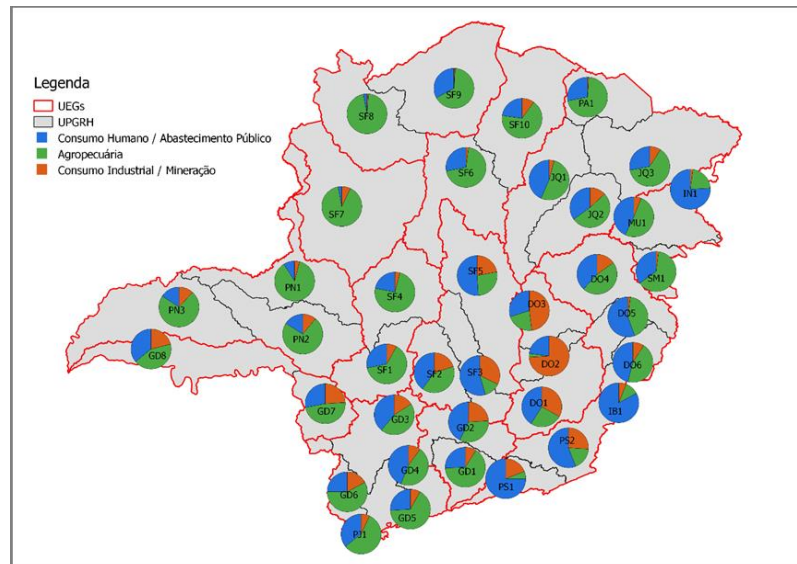 Legenda
UEGs
UPGRH
Consumo Humano / Abastecimento Público
Agropecuária
Consumo Industrial / Mineração
SF9
SF8
SF10
PA1
SF6
JQ1
JQ3
IN1
SF7
JQ2
MU1
SF5
DO4
SM1
PN1
SF4
PN3
DO3
DO5
PN2
GD8
SF1
SF2
SF3
DO2
DO6
GD7
GD3
GD2
DO1
IB1
PS2
GD4
GD1
PS1
GD6
GD5
PJ1